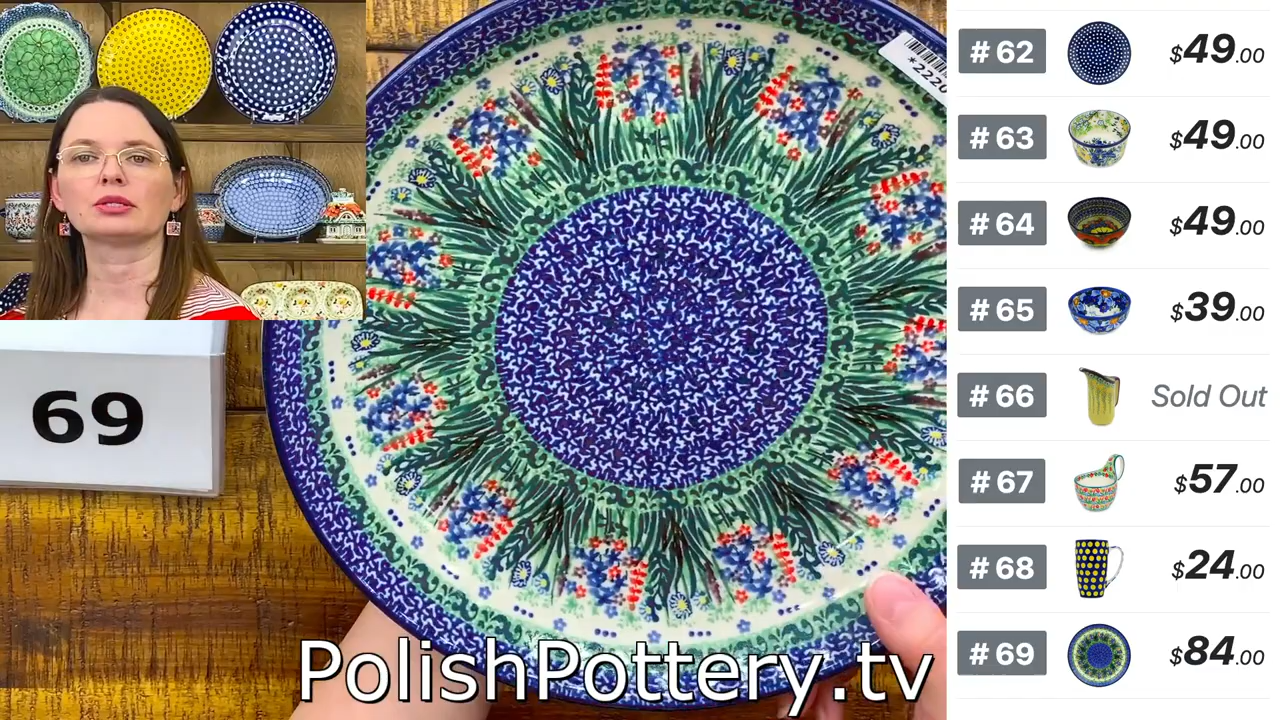 *2220
69
PolishPottery.tv
# 62 $49.00
# 63 $49.00
# 64 $49.00
# 65 $39.00
# 66 Sold Out
# 67 $57.00
# 68 $24.00
# 69 $84.00